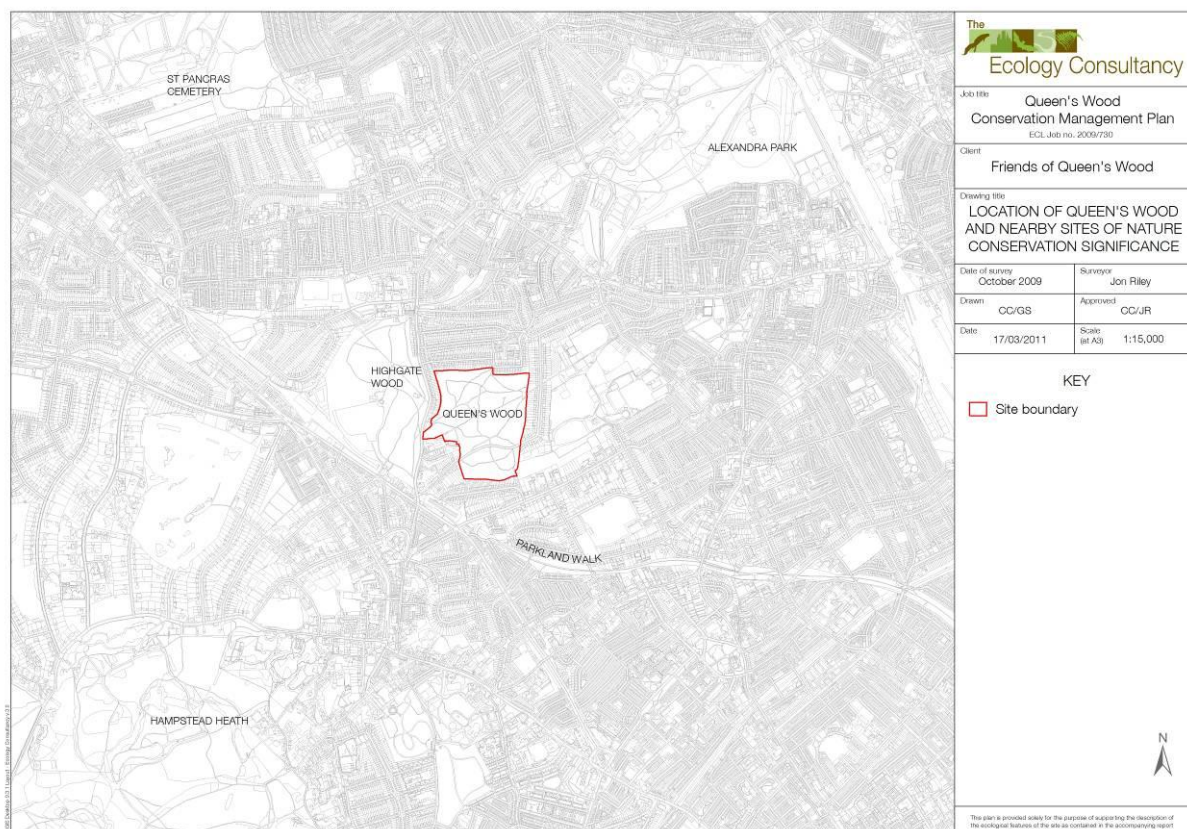 ST PANCRAS
CEMETERY
ALEXANDRA PARK
HIGHGATE
WOOD
QUEEN'S WOOD
PARKLAND WALK
HAMPSTEAD HEATH
The
Ecology Consultancy
Job title
Queen's Wood
Conservation Management Plan
ECL Job no. 2009/730
Client
Friends of Queen's Wood
Drawing title
LOCATION OF QUEEN'S WOOD
AND NEARBY SITES OF NATURE
CONSERVATION SIGNIFICANCE
Date of survey
October 2009
Surveyor
Jon Riley
Drawn
CC/GS
Approved
CC/JR
Date
17/03/2011
Scale
(at A3)
1:15,000
KEY
Site boundary
N
This plan is provided solely for the purpose of supporting the description of
the ecological features of the site as contained in the accompanying report